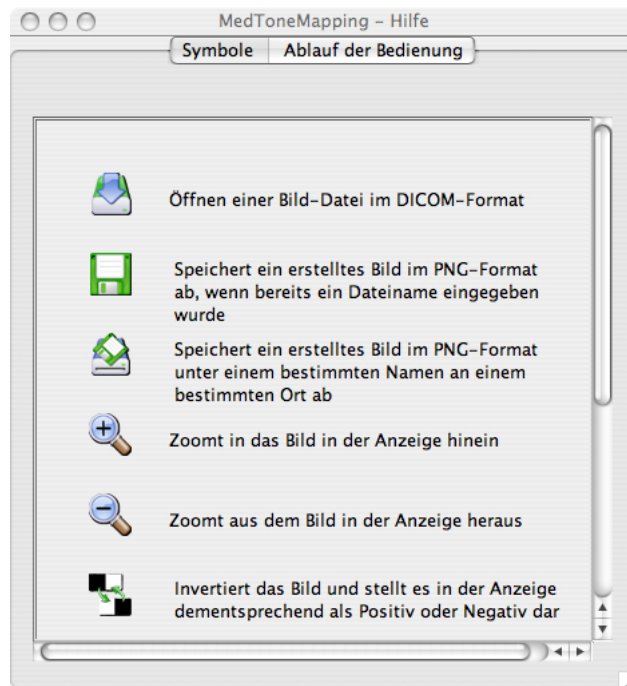 MedToneMapping – Hilfe
Symbole Ablauf der Bedienung
Öffnen einer Bild–Datei im DICOM–Format
Speichert ein erstelltes Bild im PNG–Format
ab, wenn bereits ein Dateiname eingegeben
wurde
Speichert ein erstelltes Bild im PNG–Format
unter einem bestimmten Namen an einem
bestimmten Ort ab
Zoomt in das Bild in der Anzeige hinein
Zoomt aus dem Bild in der Anzeige heraus
Invertiert das Bild und stellt es in der Anzeige
dementsprechend als Positiv oder Negativ dar